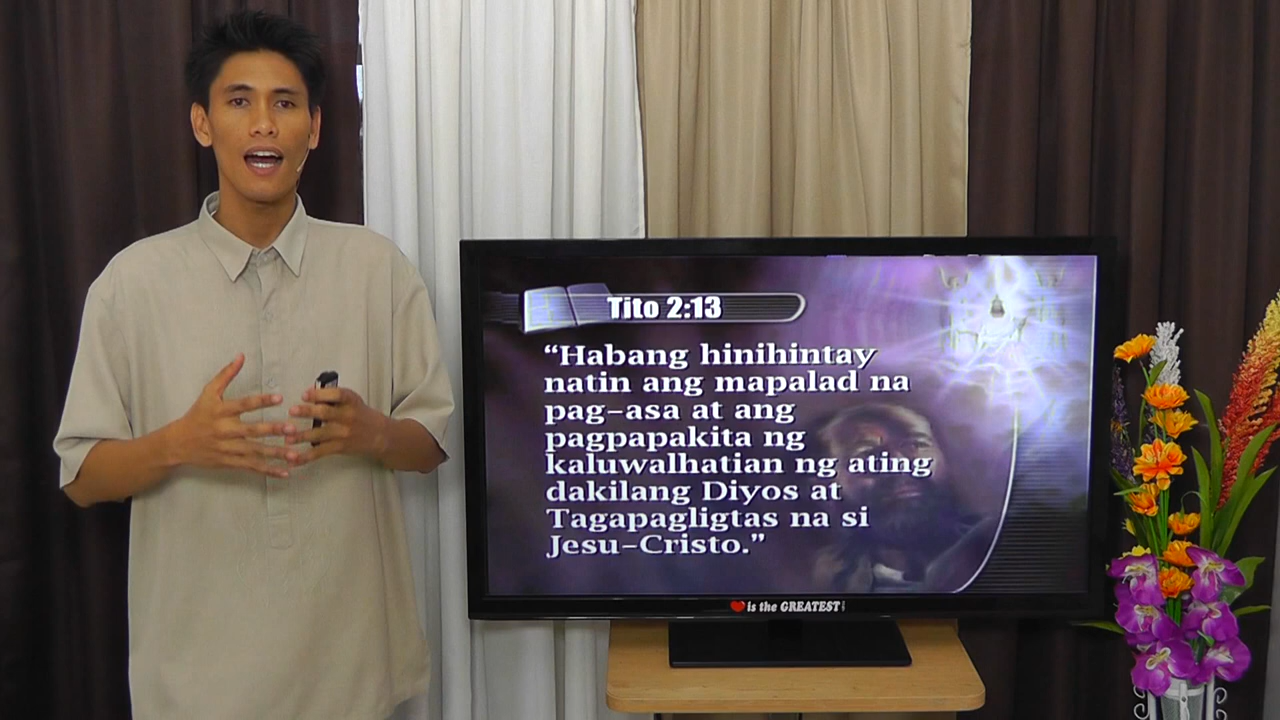 Tito 2:13
“Habang hinihintay
natin ang mapalad na
pag-asa at ang
pagpapakita ng
kaluwalhatian ng ating
dakilang Diyos at
Tagapagligtas na si
Jesu-Cristo.”
is the GREATEST